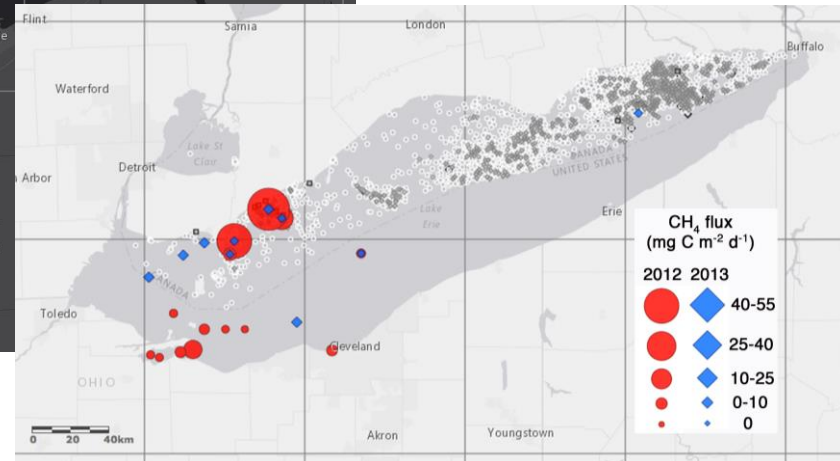 Flint
Sarnia
London
Buffalo
e
Waterford
Lake St
Clair
Detroit
n Arbor
CANADA
UNITED STATES
Lake
Erie
Erie
CANADA
Toledo
Cleveland
OHIO
Akron
Youngstown
0 20 40km
CH₄ flux
(mg C m⁻² d⁻¹)
2012 2013
40-55
25-40
10-25
0-10
0